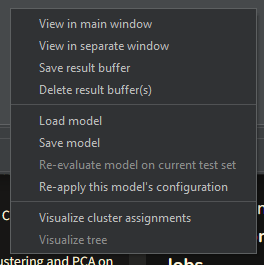 View in main window
View in separate window
Save result buffer
Delete result buffer(s)
Load model
Save model
Re-evaluate model on current test set
Re-apply this model's configuration
Visualize cluster assignments
Visualize tree
ustering and PCA on